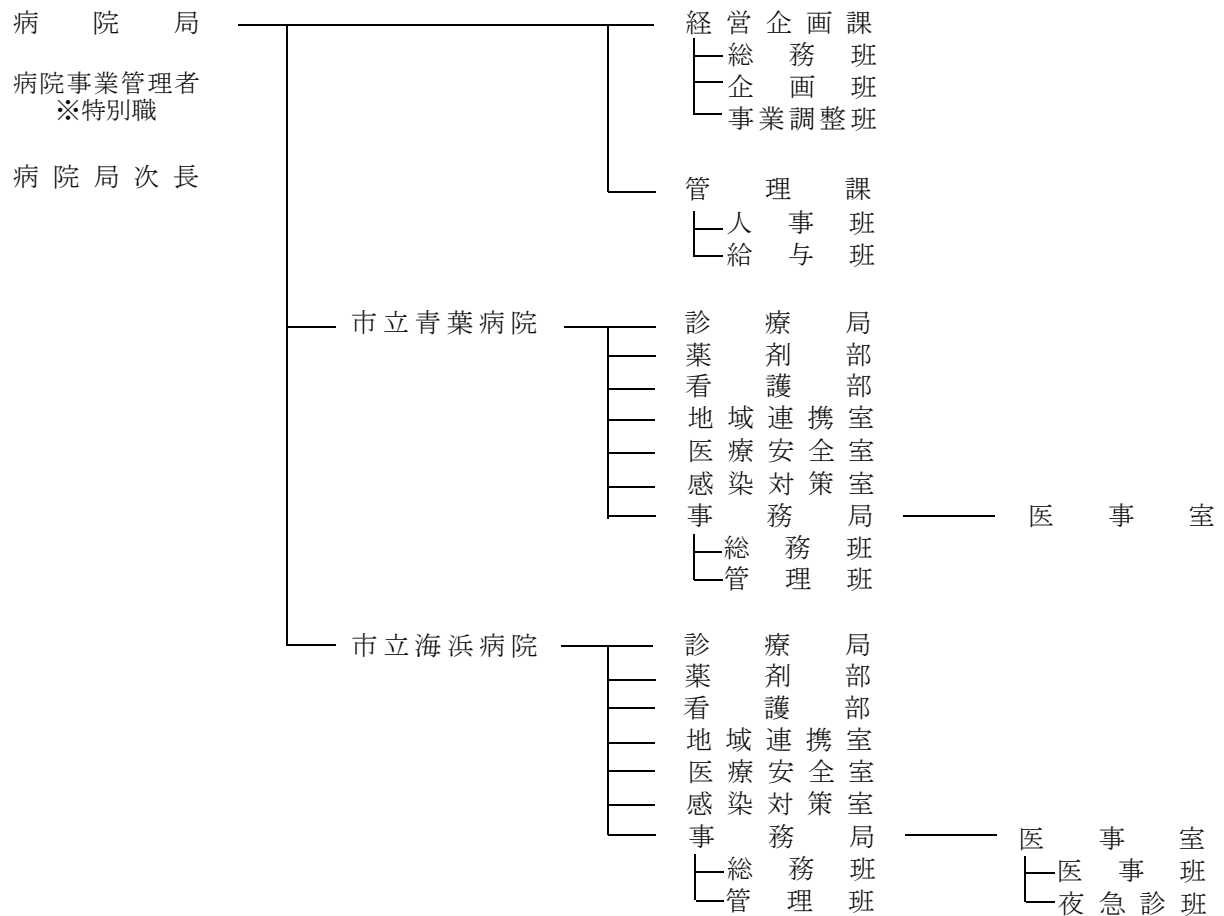 病院局
病院事業管理者
※特別職
病院局次長
経営企画課
総務班
企画班
事業調整班
管理課
人事班
給与班
市立青葉病院
診療局
薬剤部
看護部
地域連携室
医療安全室
感染対策室
事務局 医事室
総務班
管理班
市立海浜病院
診療局
薬剤部
看護部
地域連携室
医療安全室
感染対策室
事務局
総務班
管理班
医事室
医事班
夜急診班